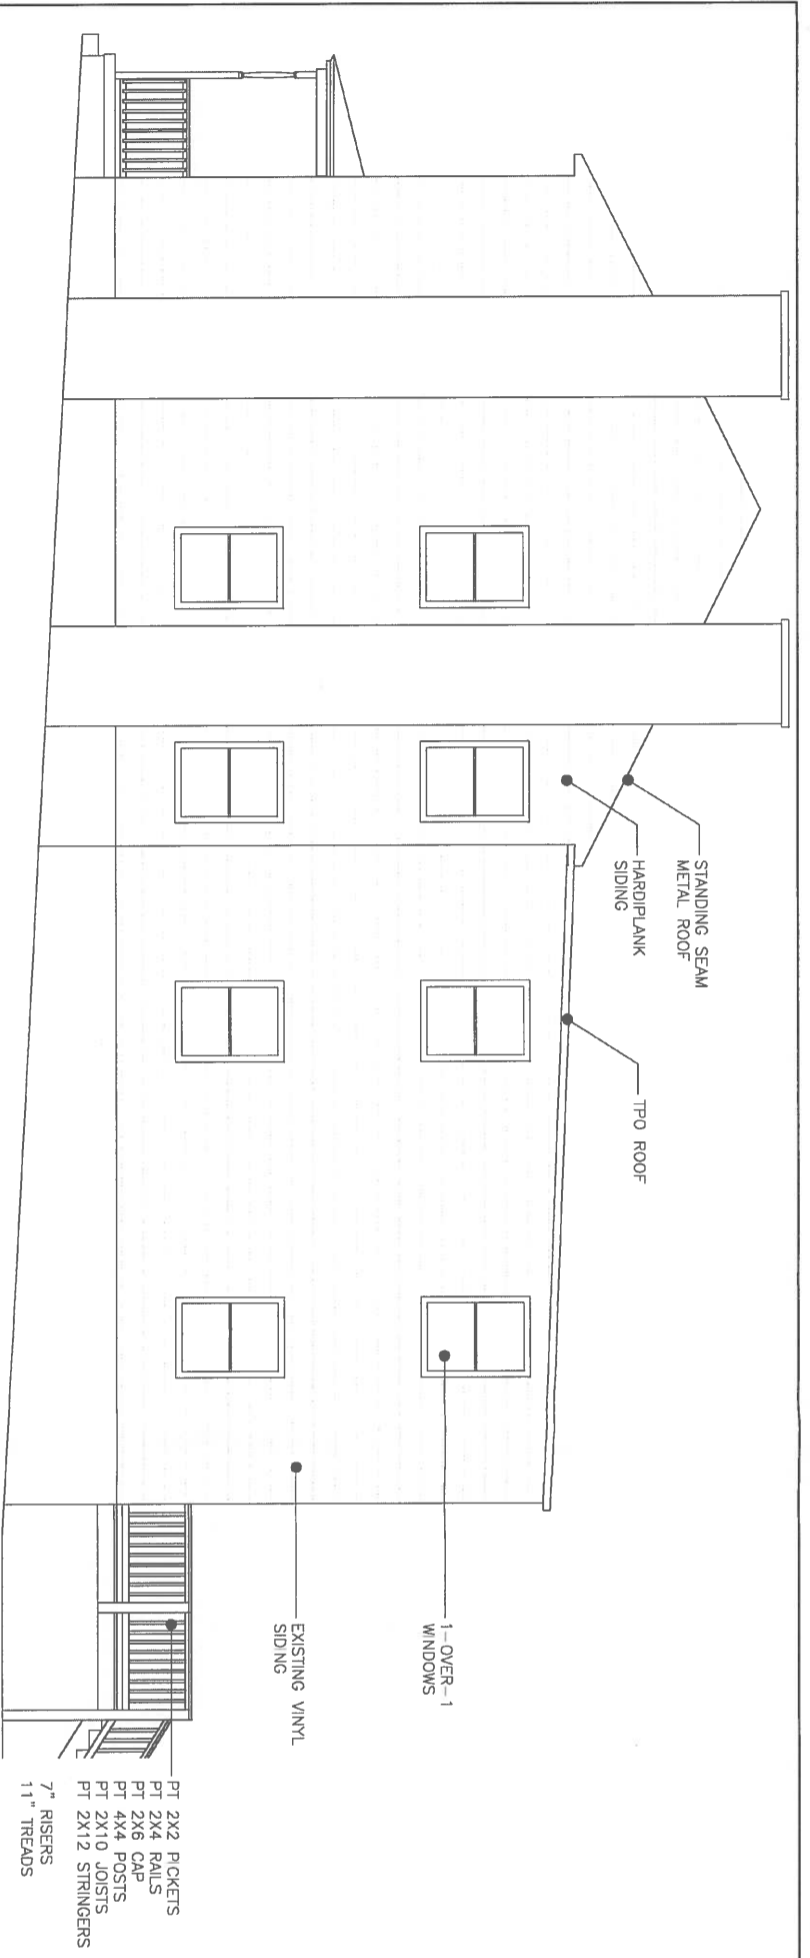 STANDING SEAM
METAL ROOF
HARDIPLANK
SIDING
TPO ROOF
1-OVER-1
WINDOWS
EXISTING VINYL
SIDING
PT 2X2 PICKETS
PT 2X4 RAILS
PT 2X6 CAP
PT 4X4 POSTS
PT 2X10 JOISTS
PT 2X12 STRINGERS
7" RISERS
11" TREADS